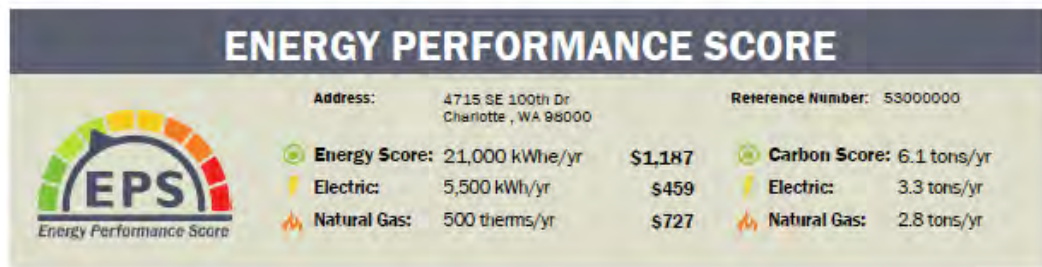 ENERGY PERFORMANCE SCORE
Address: 4715 SE 100th Dr Reference Number: 53000000
Charlotte , WA 98000
Energy Score: 21,000 kWhe/yr $1,187 Carbon Score: 6.1 tons/yr
Electric: 5,500 kWh/yr $459 Electric: 3.3 tons/yr
Natural Gas: 500 therms/yr $727 Natural Gas: 2.8 tons/yr
EPS
Energy Performance Score